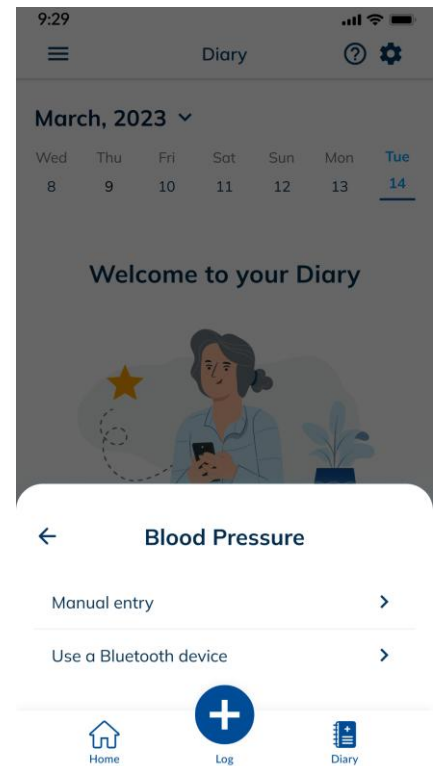 9:29
Diary
March, 2023
Wed Thu Fri Sat Sun Mon Tue
8 9 10 11 12 13 14
Welcome to your Diary
Blood Pressure
Manual entry
Use a Bluetooth device
Home Log Diary